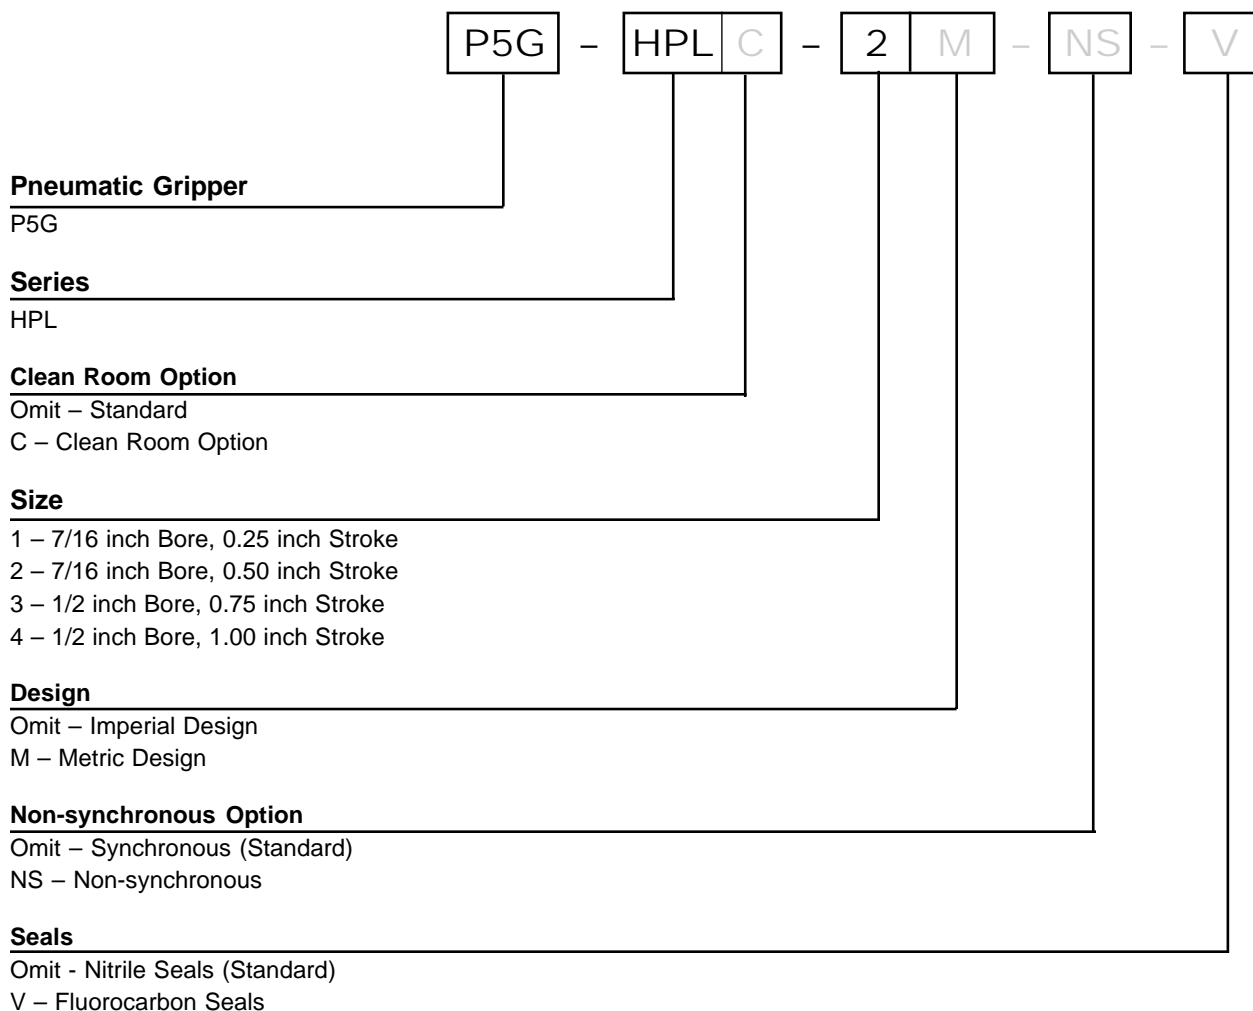 P5G – HPL C – 2 M – NS – V
Pneumatic Gripper
P5G
Series
HPL
Clean Room Option
Omit – Standard
C – Clean Room Option
Size
1 – 7/16 inch Bore, 0.25 inch Stroke
2 – 7/16 inch Bore, 0.50 inch Stroke
3 – 1/2 inch Bore, 0.75 inch Stroke
4 – 1/2 inch Bore, 1.00 inch Stroke
Design
Omit – Imperial Design
M – Metric Design
Non-synchronous Option
Omit – Synchronous (Standard)
NS – Non-synchronous
Seals
Omit - Nitrile Seals (Standard)
V – Fluorocarbon Seals